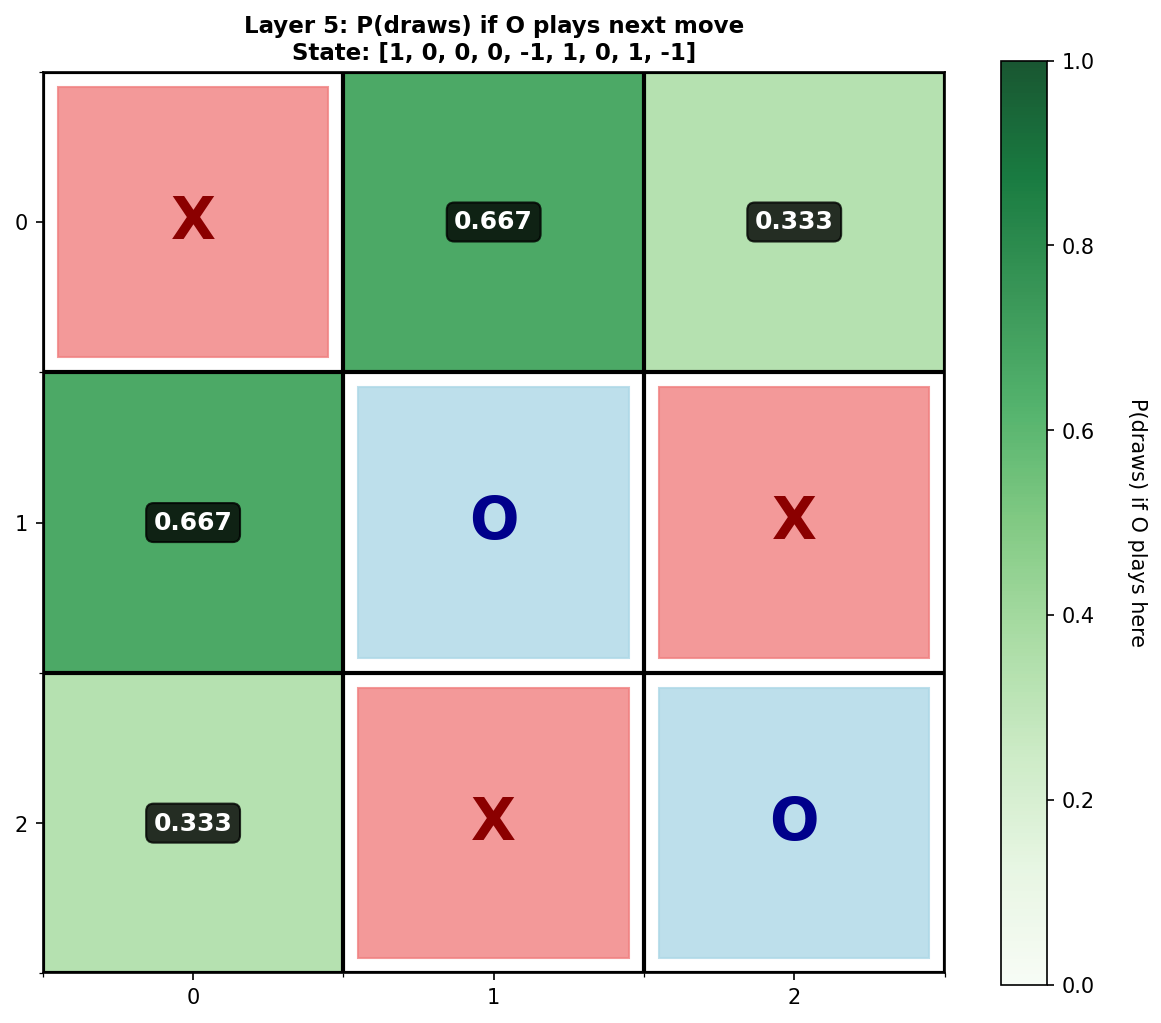 Layer 5: P(draws) if O plays next move
State: [1, 0, 0, 0, -1, 1, 0, 1, -1]
X
0.667
0.333
0.667
O
X
0.333
X
O
0
1
2
0
1
2
1.0
0.8
0.6
0.4
0.2
0.0
P(draws) if O plays here